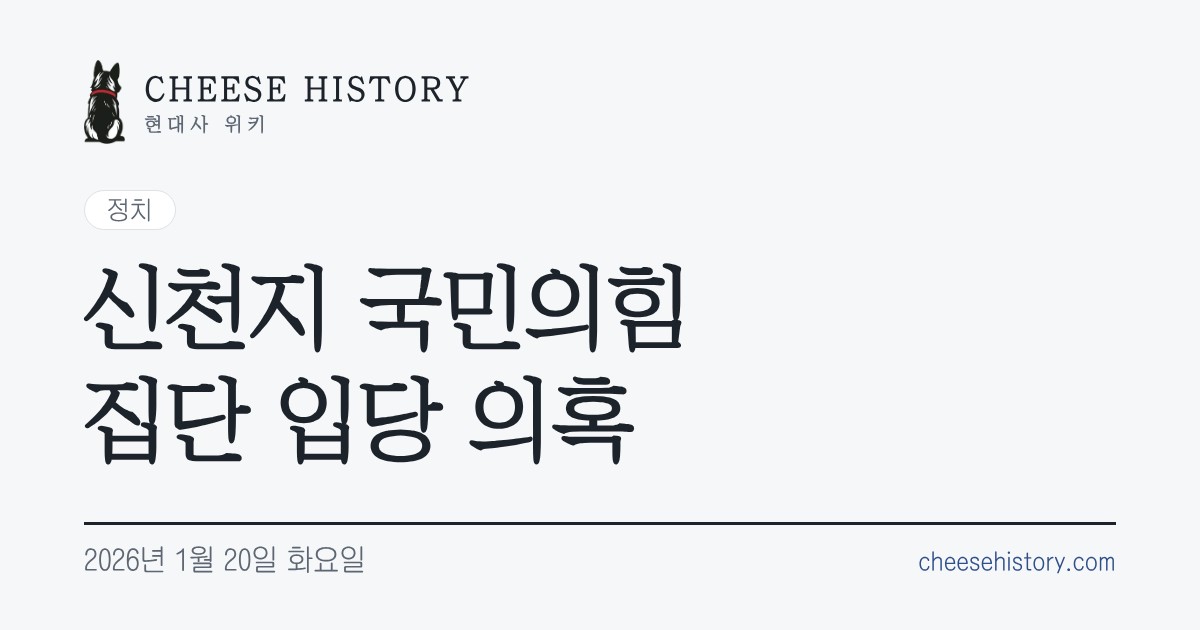 CHEESE HISTORY
현대사 위키
정치
신천지 국민의힘
집단 입당 의혹
2026년 1월 20일 화요일
cheesehistory.com